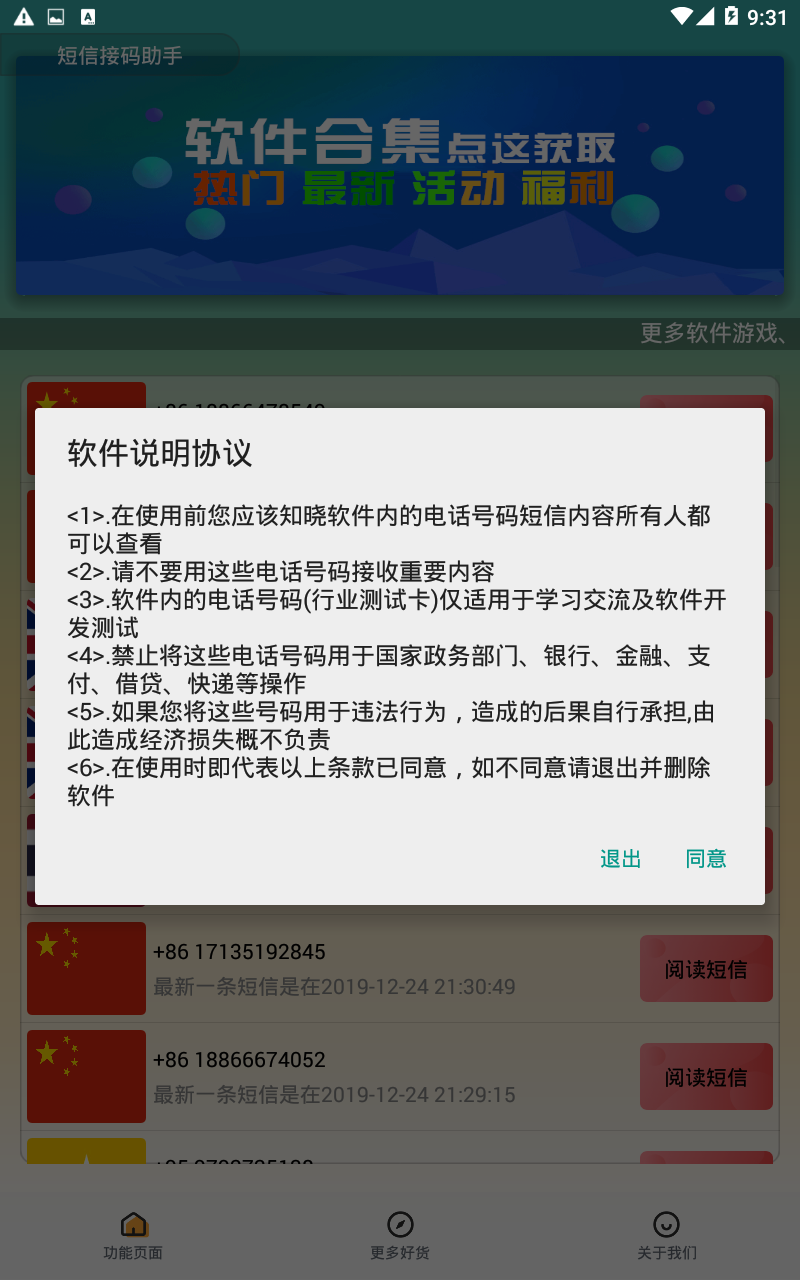 9:31
短信接码助手
软件合集点这获取
热门 最新 活动 福利
更多软件游戏、
软件说明协议
<1>.在使用前您应该知晓软件内的电话号码短信内容所有人都
可以查看
<2>.请不要用这些电话号码接收重要内容
<3>.软件内的电话号码(行业测试卡)仅适用于学习交流及软件开
发测试
<4>.禁止将这些电话号码用于国家政务部门、银行、金融、支
付、借贷、快递等操作
<5>.如果您将这些号码用于违法行为，造成的后果自行承担,由
此造成经济损失概不负责
<6>.在使用时即代表以上条款已同意，如不同意请退出并删除
软件
退出 同意
+86 17135192845
最新一条短信是在2019-12-24 21:30:49
阅读短信
+86 18866674052
最新一条短信是在2019-12-24 21:29:15
阅读短信
功能页面 更多好货 关于我们